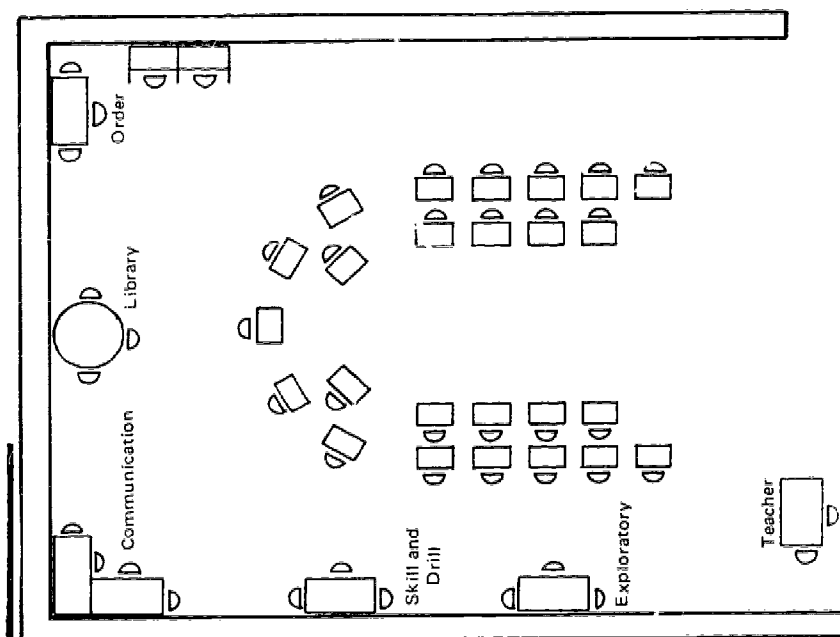 Order
Library
Communication
Skill and
Drill
Exploratory
Teacher